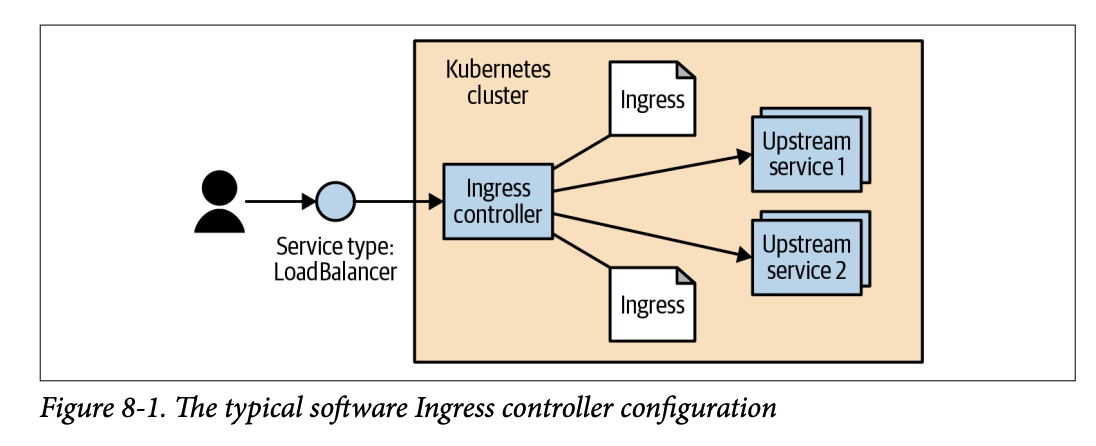 Kubernetes
cluster
Ingress
Upstream
service 1
Ingress
controller
Service type:
LoadBalancer
Upstream
service 2
Ingress
Figure 8-1. The typical software Ingress controller configuration